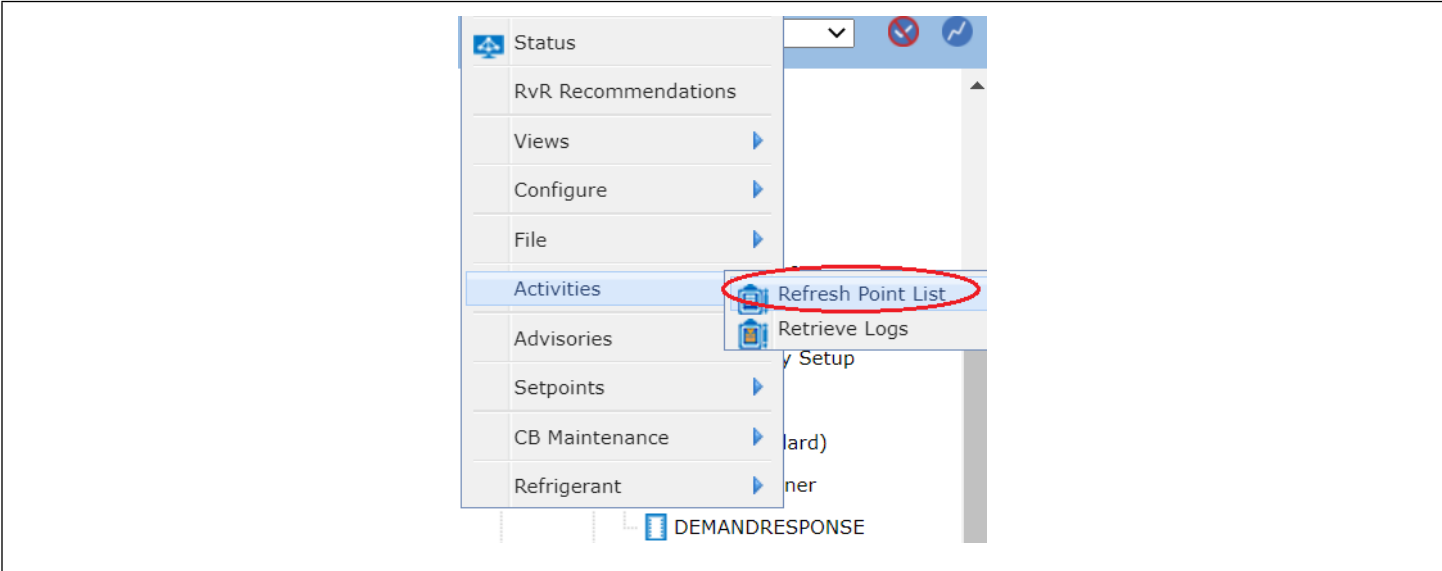 Status
RvR Recommendations
Views
Configure
File
Activities
Refresh Point List
Retrieve Logs
Advisories
y Setup
Setpoints
CB Maintenance
lard)
Refrigerant
ner
DEMANDRESPONSE